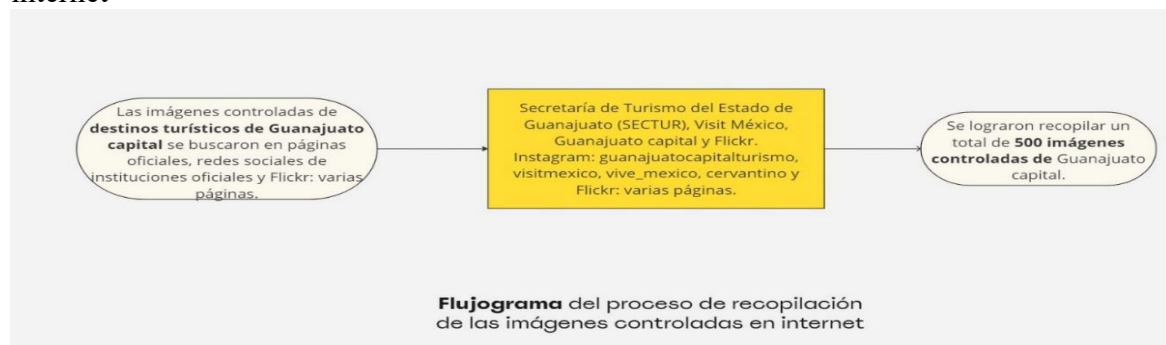 Las imágenes controladas de
destinos turísticos de Guanajuato
capital se buscaron en páginas
oficiales, redes sociales de
instituciones oficiales y Flickr: varias
páginas.
Secretaría de Turismo del Estado de
Guanajuato (SECTUR), Visit México,
Guanajuato capital y Flickr.
Instagram: guanajuatocapitalturismo,
visitmexico, vive_mexico, cervantino y
Flickr: varias páginas.
Se lograron recopilar un
total de 500 imágenes
controladas de Guanajuato
capital.
Flujograma del proceso de recopilación
de las imágenes controladas en internet